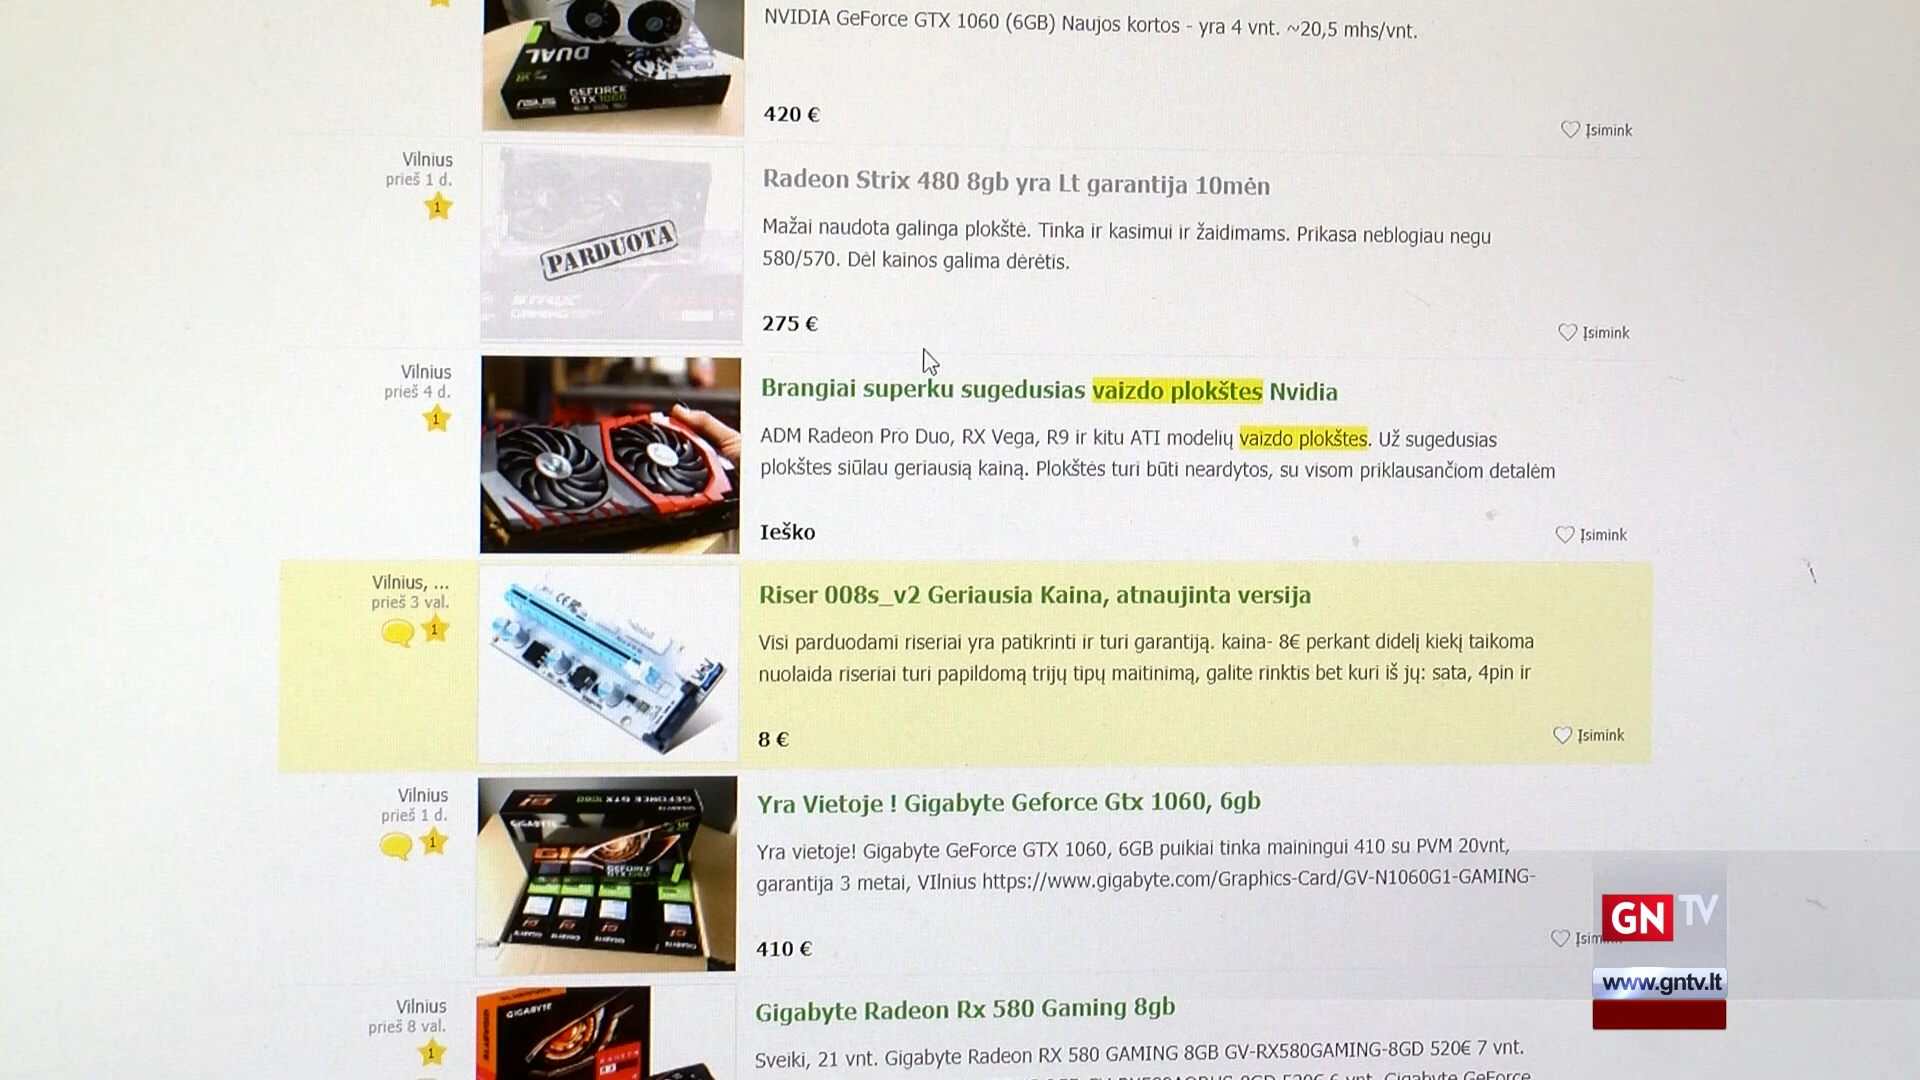 NVIDIA GeForce GTX 1060 (6GB) Naujos kortos - yra 4 vnt. ~20,5 mhs/vnt.
DUAL
GEFORCE
GTX 1060
ASUS
420 €
Įsimink
Vilnius
prieš 1 d.
1
PARDUOTA
Radeon Strix 480 8gb yra Lt garantija 10mėn
Mažai naudota galinga plokštė. Tinka ir kasimui ir žaidimams. Prikasa neblogiau negu
580/570. Dėl kainos galima dėrėtis.
275 €
Įsimink
Vilnius
prieš 4 d.
1
Brangiai superku sugedusias vaizdo plokštes Nvidia
ADM Radeon Pro Duo, RX Vega, R9 ir kitu ATI modelių vaizdo plokštes. Už sugedusias
plokštes siūlau geriausią kainą. Plokštės turi būti neardytos, su visom priklausančiom detalėm
Ieško
Įsimink
Vilnius, ...
prieš 3 val.
1
Riser 008s_v2 Geriausia Kaina, atnaujinta versija
Visi parduodami riseriai yra patikrinti ir turi garantiją. kaina- 8€ perkant didelį kiekį taikoma
nuolaida riseriai turi papildomą trijų tipų maitinimą, galite rinktis bet kuri iš jų: sata, 4pin ir
8 €
Įsimink
Vilnius
prieš 1 d.
1
GIGABYTE
Yra Vietoje ! Gigabyte Geforce Gtx 1060, 6gb
Yra vietoje! Gigabyte GeForce GTX 1060, 6GB puikiai tinka mainingui 410 su PVM 20vnt,
garantija 3 metai, VIlnius https://www.gigabyte.com/Graphics-Card/GV-N1060G1-GAMING-
410 €
GN TV
www.gntv.lt
Vilnius
prieš 8 val.
1
GIGABYTE
Gigabyte Radeon Rx 580 Gaming 8gb
Sveiki, 21 vnt. Gigabyte Radeon RX 580 GAMING 8GB GV-RX580GAMING-8GD 520€ 7 vnt.